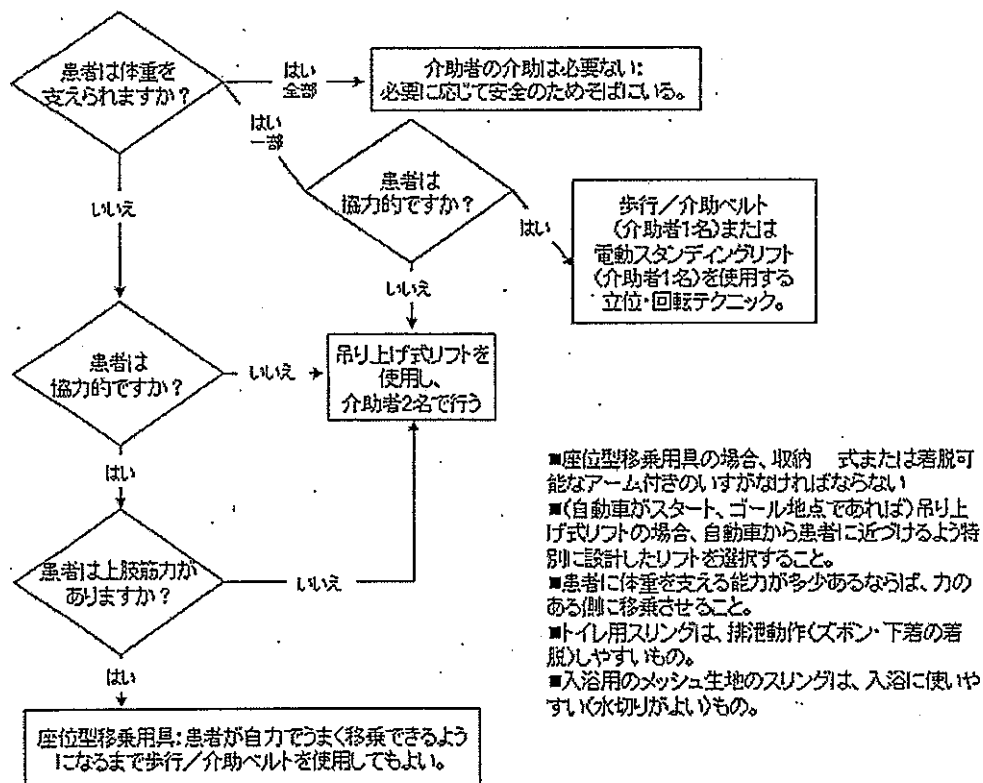 患者は体重を
支えられますか？
はい
全部
介助者の介助は必要ない：
必要に応じて安全のためそばにいる。
はい
一部
患者は
協力的ですか？
はい
歩行／介助ベルト
（介助者1名）または
電動スタンディングリフト
（介助者1名）を使用する
立位・回転テクニック。
いいえ
いいえ
患者は
協力的ですか？
いいえ
吊り上げ式リフトを
使用し、
介助者2名で行う
はい
患者は上肢筋力が
ありますか？
いいえ
はい
座位型移乗用具：患者が自力でうまく移乗できるよう
になるまで歩行／介助ベルトを使用してもよい。
■座位型移乗用具の場合、収納　式または着脱可
能なアーム付きのいすがなければならない
■（自動車がスタート、ゴール地点であれば）吊り上
げ式リフトの場合、自動車から患者に近づけるよう特
別に設計したリフトを選択すること。
■患者に体重を支える能力が多少あるならば、力の
ある側に移乗させること。
■トイレ用スリングは、排泄動作（ズボン・下着の着
脱）しやすいもの。
■入浴用のメッシュ生地のスリングは、入浴に使いや
すい（水切りがよい）もの。